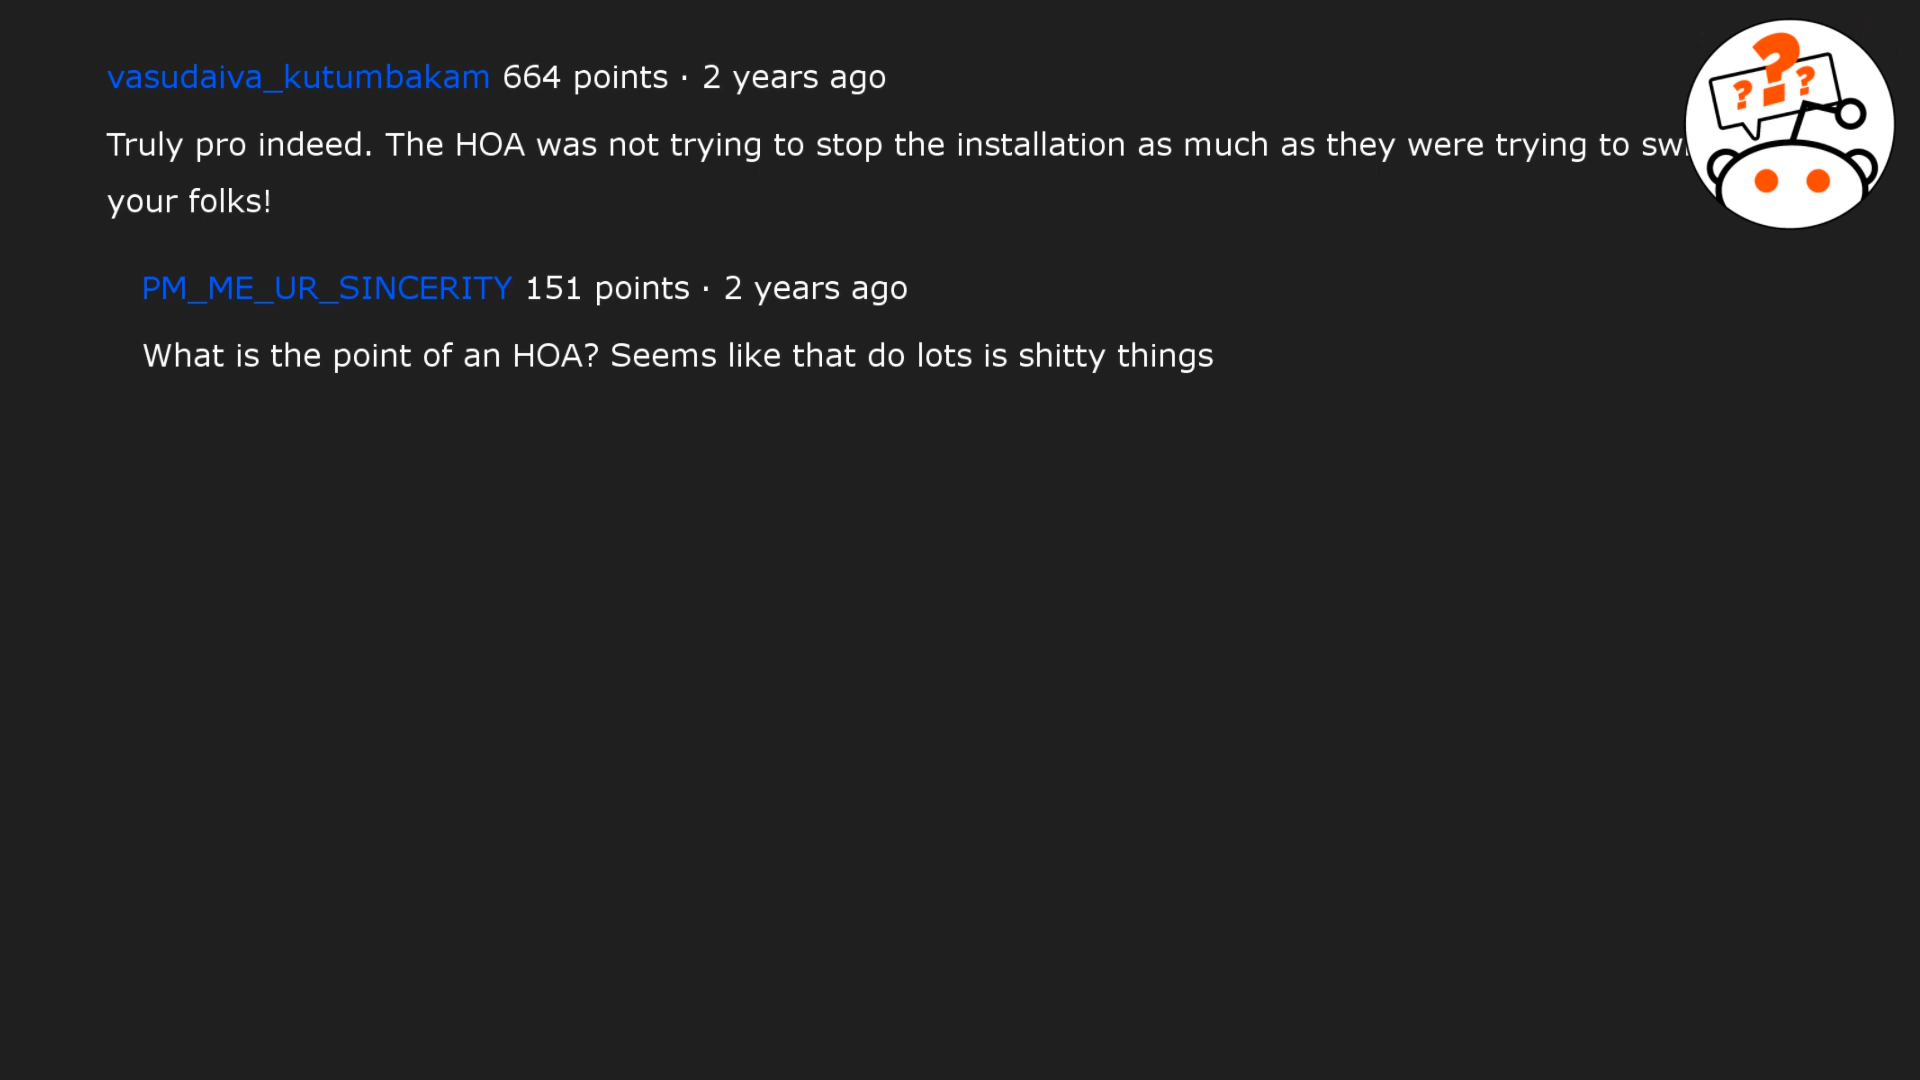 vasudaiva_kutumbakam 664 points · 2 years ago
Truly pro indeed. The HOA was not trying to stop the installation as much as they were trying to
your folks!
PM_ME_UR_SINCERITY 151 points · 2 years ago
What is the point of an HOA? Seems like that do lots is shitty things
? ? ?